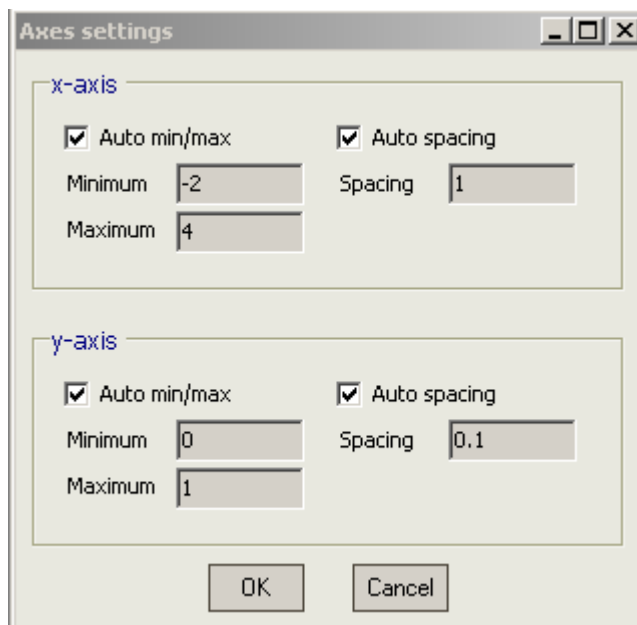 Axes settings
x-axis
Auto min/max Auto spacing
Minimum -2 Spacing 1
Maximum 4
y-axis
Auto min/max Auto spacing
Minimum 0 Spacing 0.1
Maximum 1
OK Cancel